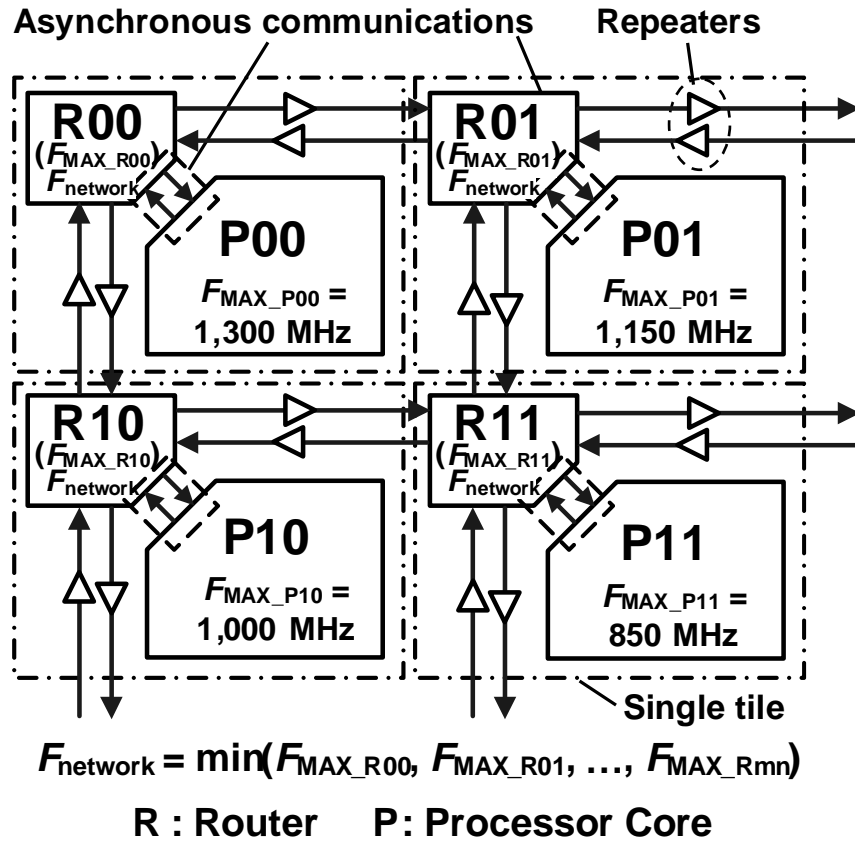 Asynchronous communications
Repeaters
R00
(FMAX_R00)
Fnetwork
R01
(FMAX_R01)
Fnetwork
P00
FMAX_P00 =
1,300 MHz
P01
FMAX_P01 =
1,150 MHz
R10
(FMAX_R10)
Fnetwork
R11
(FMAX_R11)
Fnetwork
P10
FMAX_P10 =
1,000 MHz
P11
FMAX_P11 =
850 MHz
Single tile
Fnetwork = min(FMAX_R00, FMAX_R01, …, FMAX_Rmn)
R : Router P: Processor Core